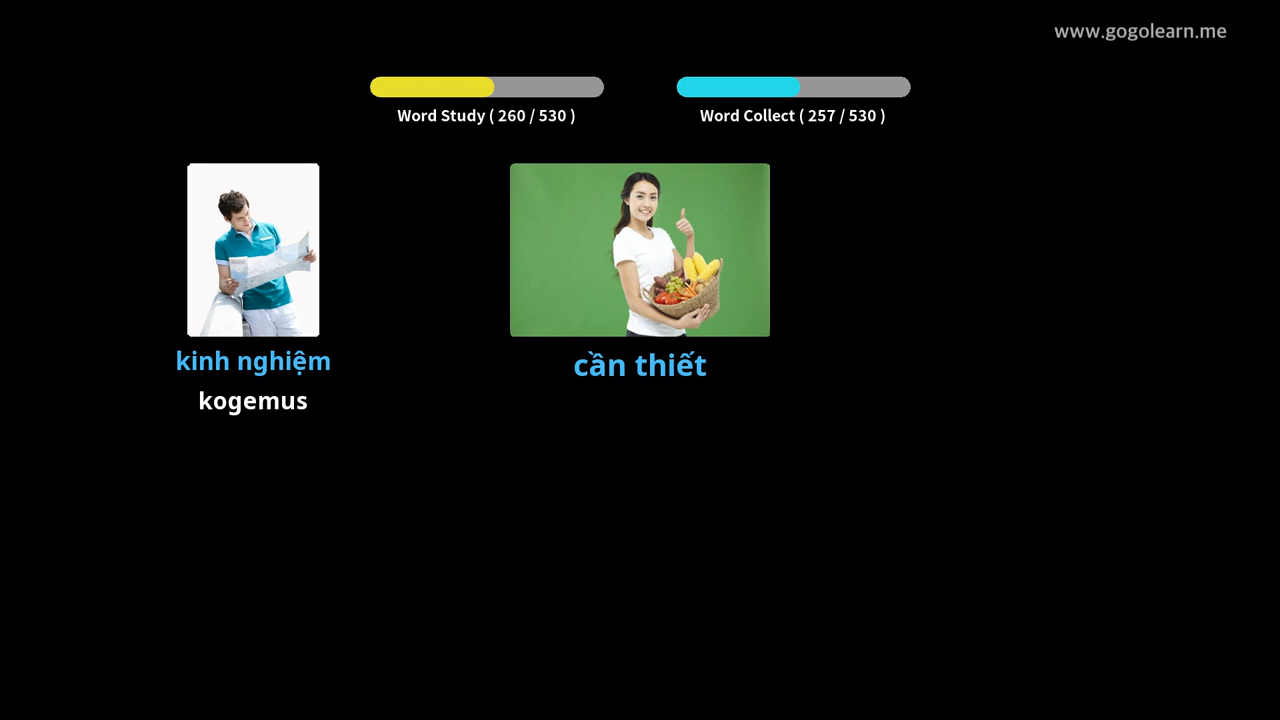 www.gogolearn.me
Word Study ( 260 / 530 )
Word Collect ( 257 / 530 )
kinh nghiệm
kogemus
cần thiết